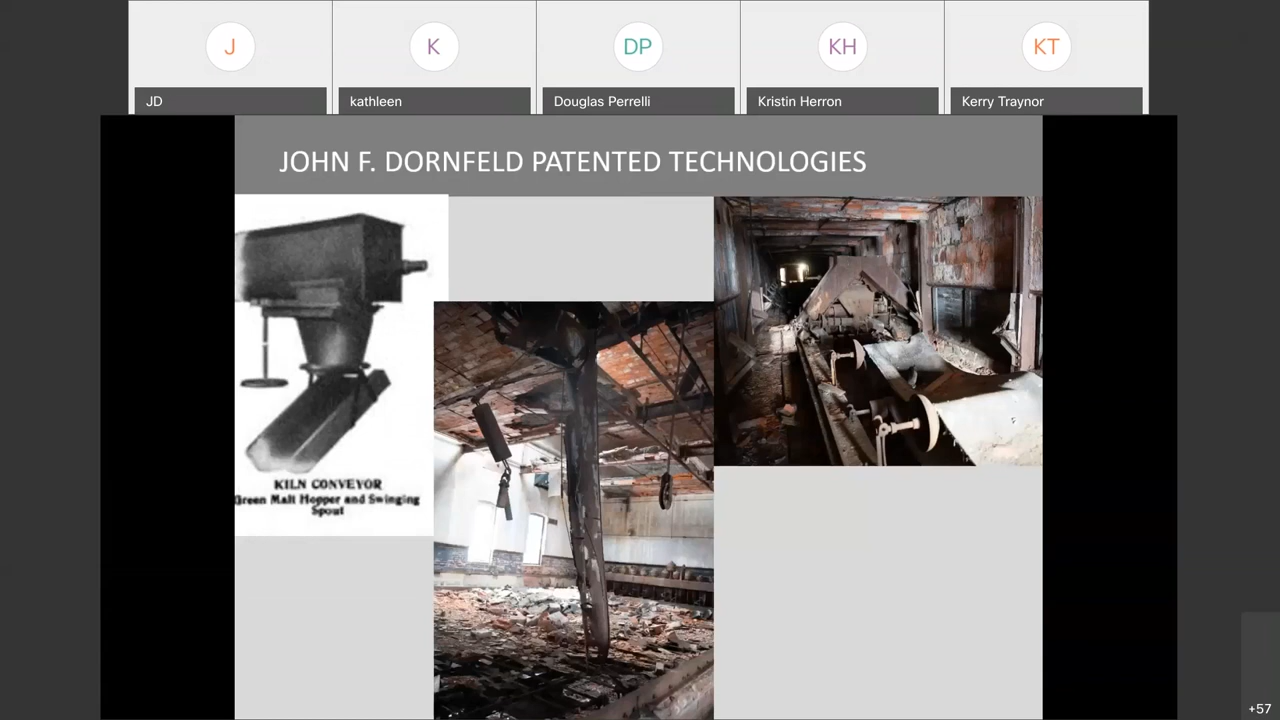 J
K
DP
KH
KT
JD
kathleen
Douglas Perrelli
Kristin Herron
Kerry Traynor
JOHN F. DORNFELD PATENTED TECHNOLOGIES
KILN CONVEYOR
Green Malt Hopper and Swinging
Spout
+57